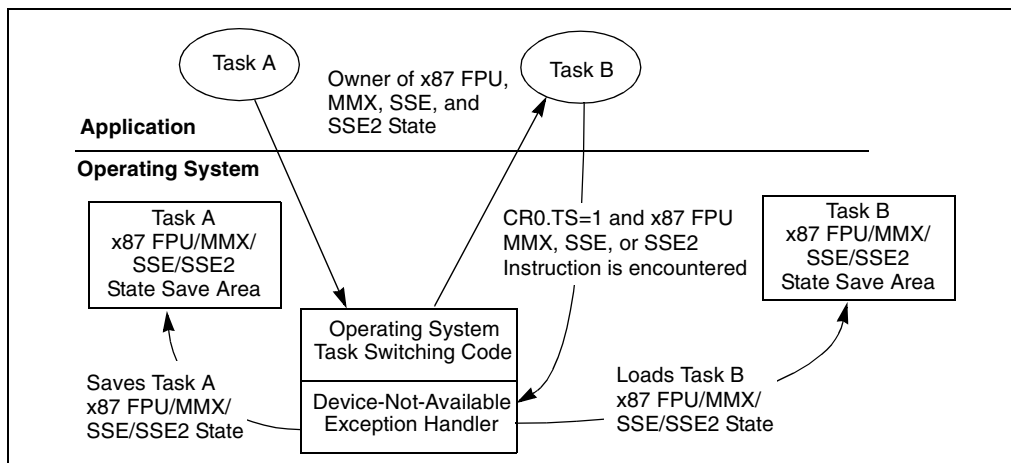 Task A
Owner of x87 FPU,
MMX, SSE, and
SSE2 State
Task B
Application
Operating System
Task A
x87 FPU/MMX/
SSE/SSE2
State Save Area
CR0.TS=1 and x87 FPU
MMX, SSE, or SSE2
Instruction is encountered
Task B
x87 FPU/MMX/
SSE/SSE2
State Save Area
Operating System
Task Switching Code
Saves Task A
x87 FPU/MMX/
SSE/SSE2 State
Device-Not-Available
Exception Handler
Loads Task B
x87 FPU/MMX/
SSE/SSE2 State